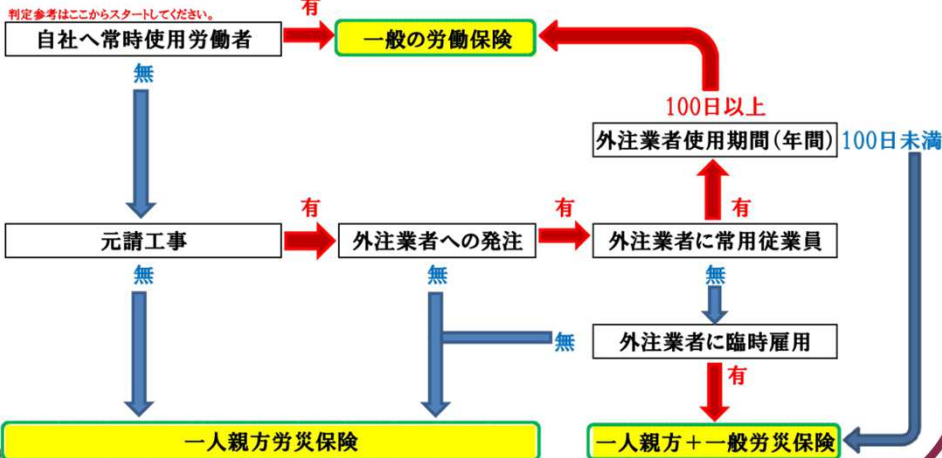 判定参考はここからスタートしてください。
有
自社へ常時使用労働者
一般の労働保険
無
100日以上
外注業者使用期間(年間)
100日未満
有
有
有
元請工事
外注業者への発注
外注業者に常用従業員
無
無
無
外注業者に臨時雇用
無
有
一人親方労災保険
一人親方+一般労災保険